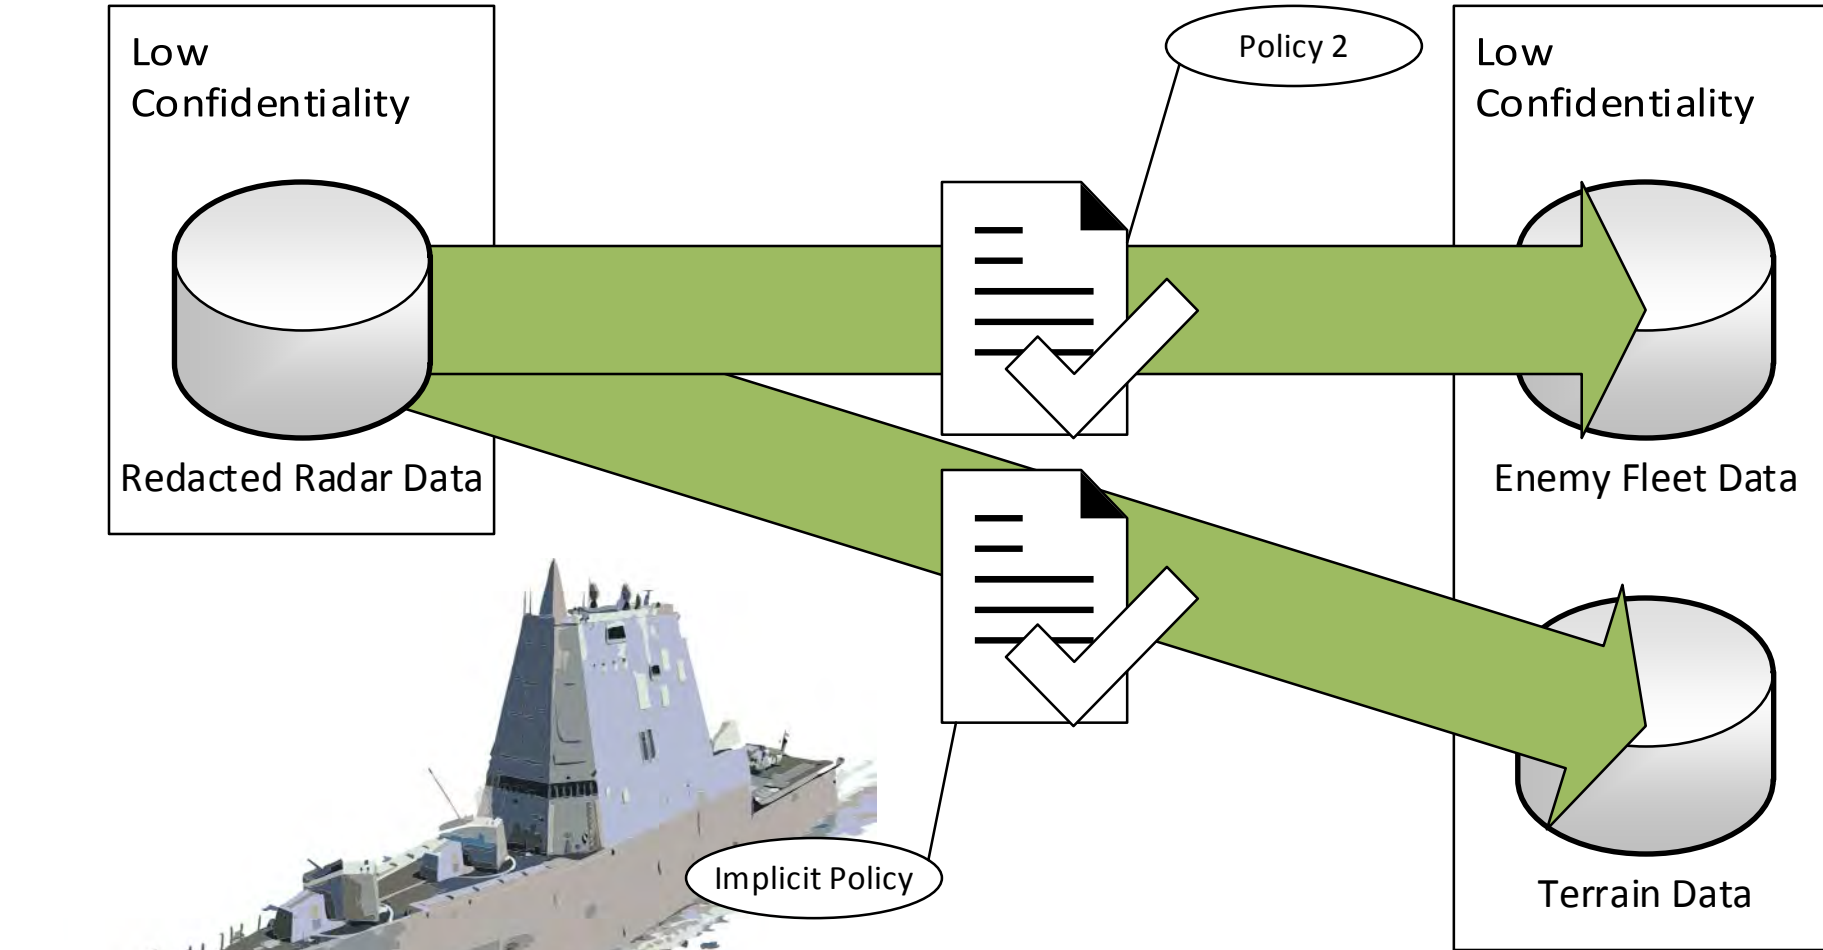 Low
Confidentiality
Redacted Radar Data
Policy 2
Low
Confidentiality
Enemy Fleet Data
Implicit Policy
Terrain Data